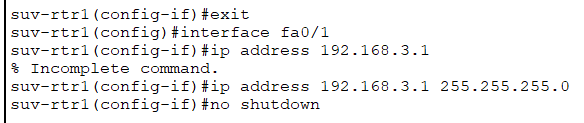 suv-rtr1(config-if)#exit
suv-rtr1(config)#interface fa0/1
suv-rtr1(config-if)#ip address 192.168.3.1
% Incomplete command.
suv-rtr1(config-if)#ip address 192.168.3.1 255.255.255.0
suv-rtr1(config-if)#no shutdown